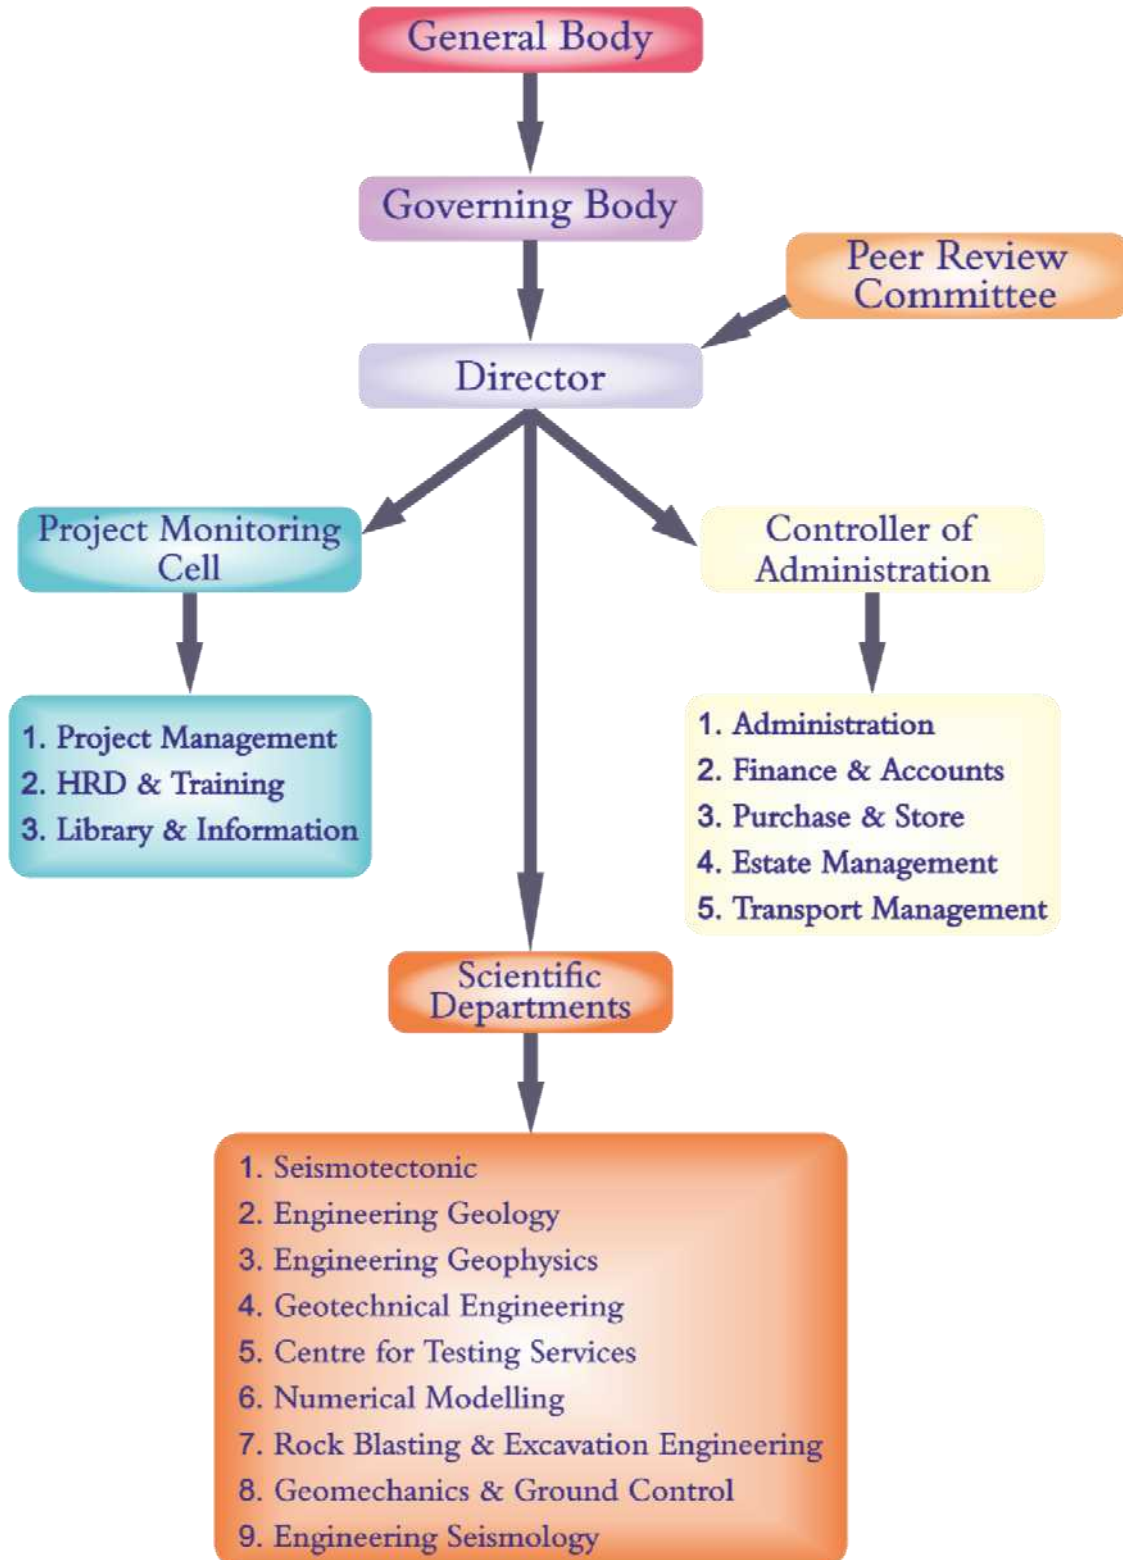 General Body
Governing Body
Peer Review
Committee
Director
Project Monitoring
Cell
Controller of
Administration
1. Project Management
2. HRD & Training
3. Library & Information
1. Administration
2. Finance & Accounts
3. Purchase & Store
4. Estate Management
5. Transport Management
Scientific
Departments
1. Seismotectonic
2. Engineering Geology
3. Engineering Geophysics
4. Geotechnical Engineering
5. Centre for Testing Services
6. Numerical Modelling
7. Rock Blasting & Excavation Engineering
8. Geomechanics & Ground Control
9. Engineering Seismology